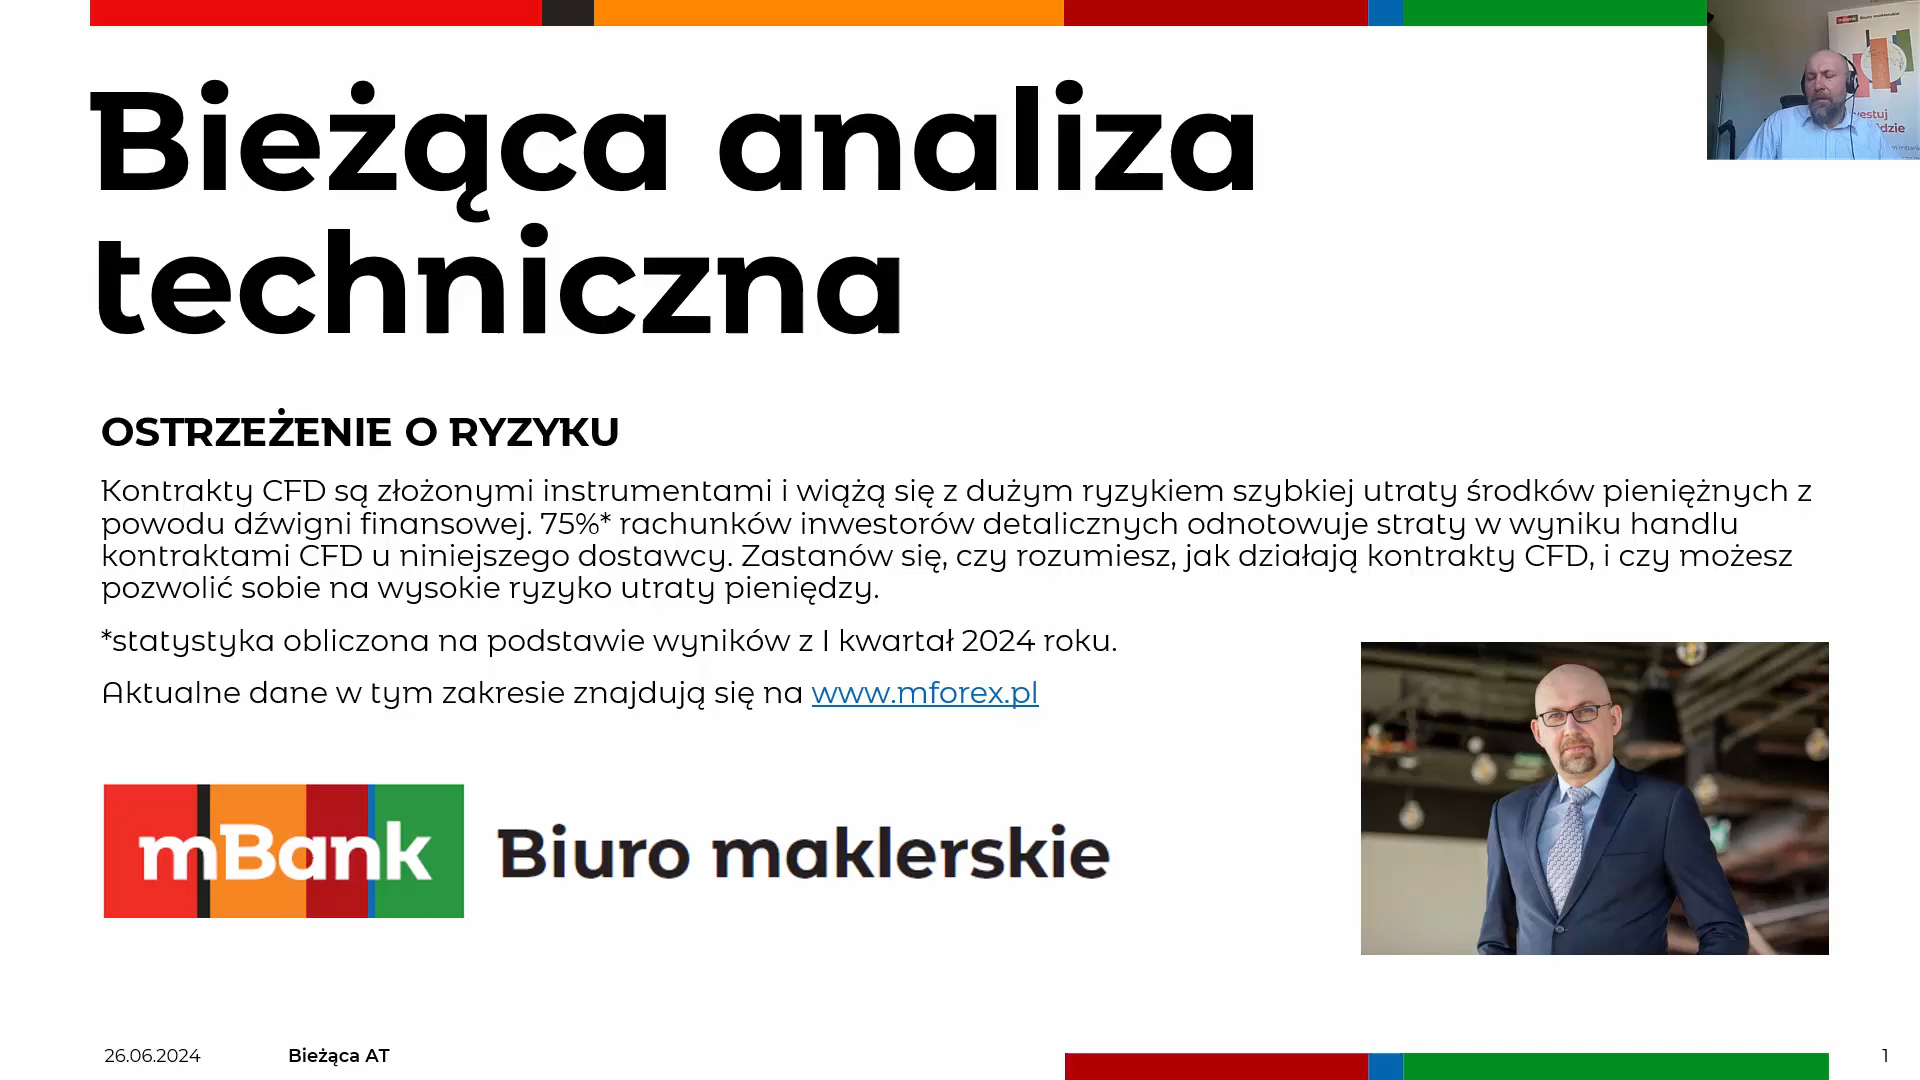 Biuro maklerskie
Bieżąca analiza
techniczna
OSTRZEŻENIE O RYZYKU
Kontrakty CFD są złożonymi instrumentami i wiążą się z dużym ryzykiem szybkiej utraty środków pieniężnych z
powodu dźwigni finansowej. 75%* rachunków inwestorów detalicznych odnotowuje straty w wyniku handlu
kontraktami CFD u niniejszego dostawcy. Zastanów się, czy rozumiesz, jak działają kontrakty CFD, i czy możesz
pozwolić sobie na wysokie ryzyko utraty pieniędzy.
*statystyka obliczona na podstawie wyników z I kwartał 2024 roku.
Aktualne dane w tym zakresie znajdują się na www.mforex.pl
mBank Biuro maklerskie
26.06.2024 Bieżąca AT 1